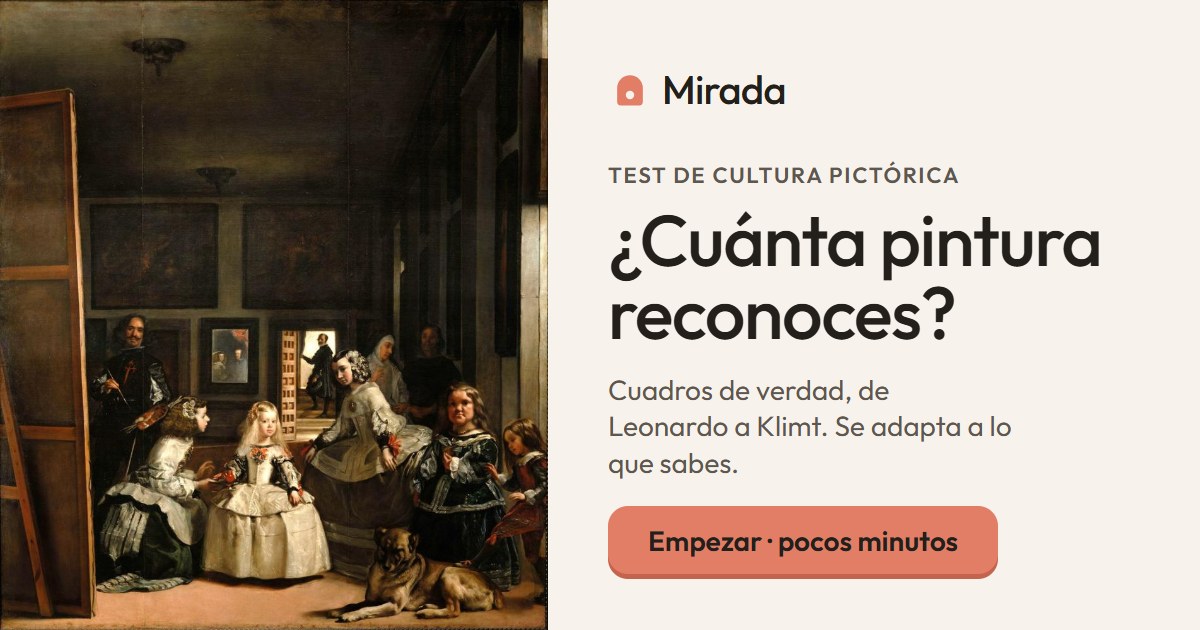 Mirada
TEST DE CULTURA PICTÓRICA
¿Cuánta pintura
reconoces?
Cuadros de verdad, de
Leonardo a Klimt. Se adapta a lo
que sabes.
Empezar · pocos minutos